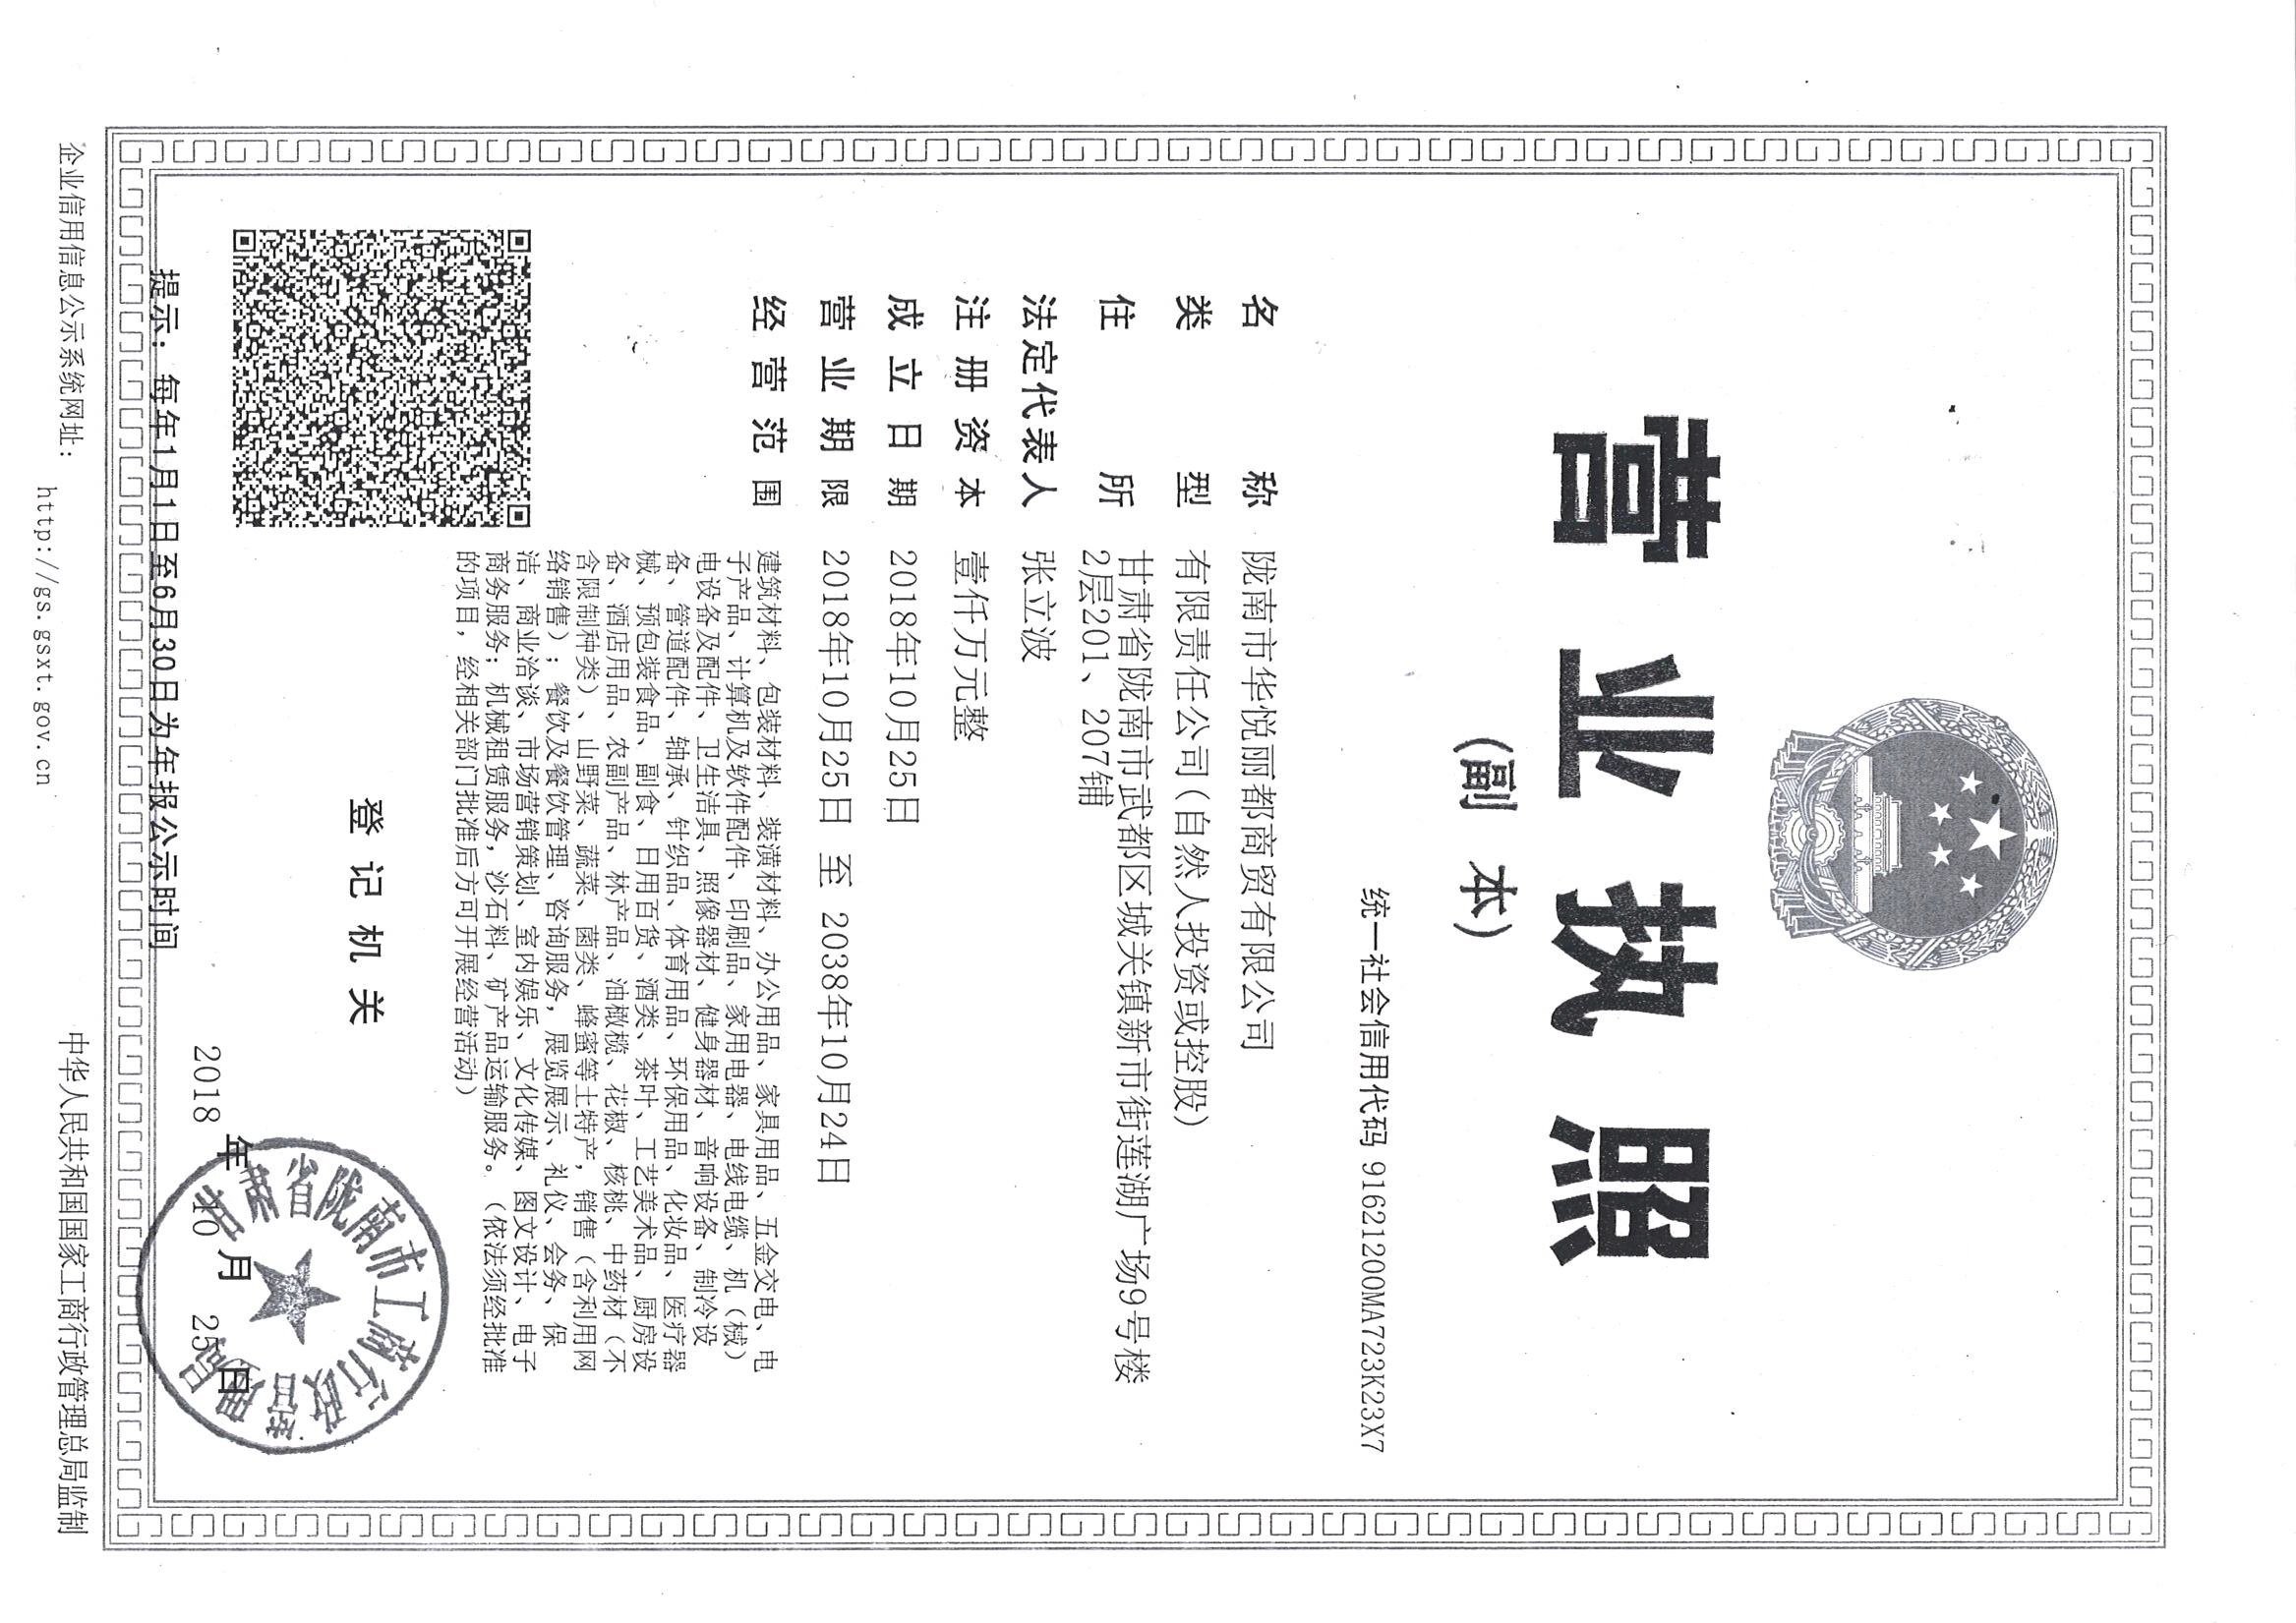 营业执照
(副 本)
统一社会信用代码 91621200MA723K23X7
名称 陇南市华悦丽都商贸有限公司
类型 有限责任公司(自然人投资或控股)
住所 甘肃省陇南市武都区城关镇新市街莲湖广场9号楼
2层201、207铺
法定代表人 张立波
注册资本 壹仟万元整
成立日期 2018年10月25日
营业期限 2018年10月25日 至 2038年10月24日
经营范围 建筑材料、包装材料、装潢材料、办公用品、家具用品、五金交电、电
子产品、计算机及软件配件、印刷品、家用电器、电线电缆、机（械）
电设备及配件、卫生洁具、照像器材、健身器材、音响设备、制冷设
备、管道配件、轴承、针织品、体育用品、环保用品、化妆品、医疗器
械、预包装食品、副食、日用百货、酒类、茶叶、工艺美术品、厨房设
备、酒店用品、农副产品、林产品、油橄榄、花椒、核桃、中药材（不
含限制种类）、山野菜、蔬菜、菌类、蜂蜜等土特产，销售（含利用网
络销售）；餐饮及餐饮管理、咨询服务，展览展示、礼仪、会务、保
洁、商业洽谈、市场营销策划、室内娱乐、文化传媒、图文设计、电子
商务服务；机械租赁服务，沙石料、矿产品运输服务。（依法须经批准
的项目，经相关部门批准后方可开展经营活动）
登记机关
甘肃省陇南市工商行政管理局
2018年10月25日
提示：每年1月1日至6月30日为年报公示时间
企业信用信息公示系统网址：
http://gs.gsxt.gov.cn
中华人民共和国国家工商行政管理总局监制